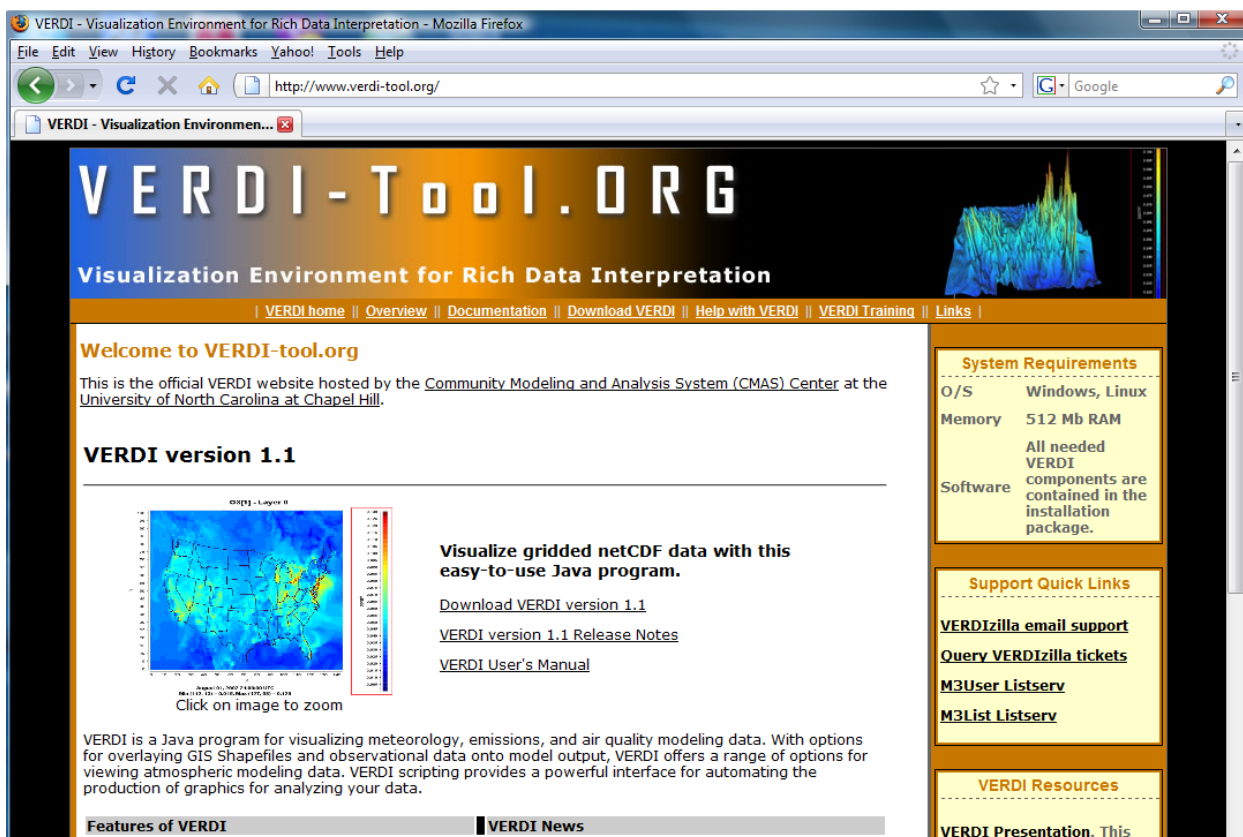 VERDI - Visualization Environment for Rich Data Interpretation - Mozilla Firefox
File Edit View History Bookmarks Yahoo! Tools Help
http://www.verdi-tool.org/
G Google
VERDI - Visualization Environmen...
VERDI-Tool.ORG
Visualization Environment for Rich Data Interpretation
| VERDI home || Overview || Documentation || Download VERDI || Help with VERDI || VERDI Training || Links |
Welcome to VERDI-tool.org
This is the official VERDI website hosted by the Community Modeling and Analysis System (CMAS) Center at the
University of North Carolina at Chapel Hill.
VERDI version 1.1
O3[1] - Layer 0
Click on image to zoom
Visualize gridded netCDF data with this
easy-to-use Java program.
Download VERDI version 1.1
VERDI version 1.1 Release Notes
VERDI User's Manual
VERDI is a Java program for visualizing meteorology, emissions, and air quality modeling data. With options
for overlaying GIS Shapefiles and observational data onto model output, VERDI offers a range of options for
viewing atmospheric modeling data. VERDI scripting provides a powerful interface for automating the
production of graphics for analyzing your data.
Features of VERDI
VERDI News
System Requirements
O/S Windows, Linux
Memory 512 Mb RAM
Software All needed
VERDI
components are
contained in the
installation
package.
Support Quick Links
VERDIzilla email support
Query VERDIzilla tickets
M3User Listserv
M3List Listserv
VERDI Resources
VERDI Presentation. This